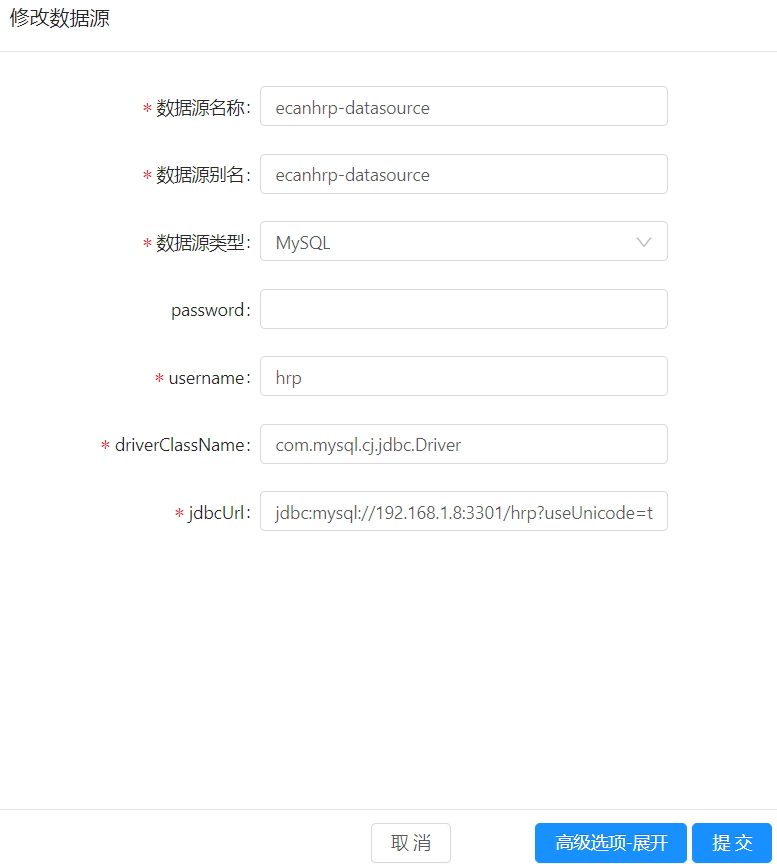 修改数据源
* 数据源名称: ecanhrp-datasource
* 数据源别名: ecanhrp-datasource
* 数据源类型: MySQL
password:
* username: hrp
* driverClassName: com.mysql.cj.jdbc.Driver
* jdbcUrl: jdbc:mysql://192.168.1.8:3301/hrp?useUnicode=t
取 消 高级选项-展开 提 交